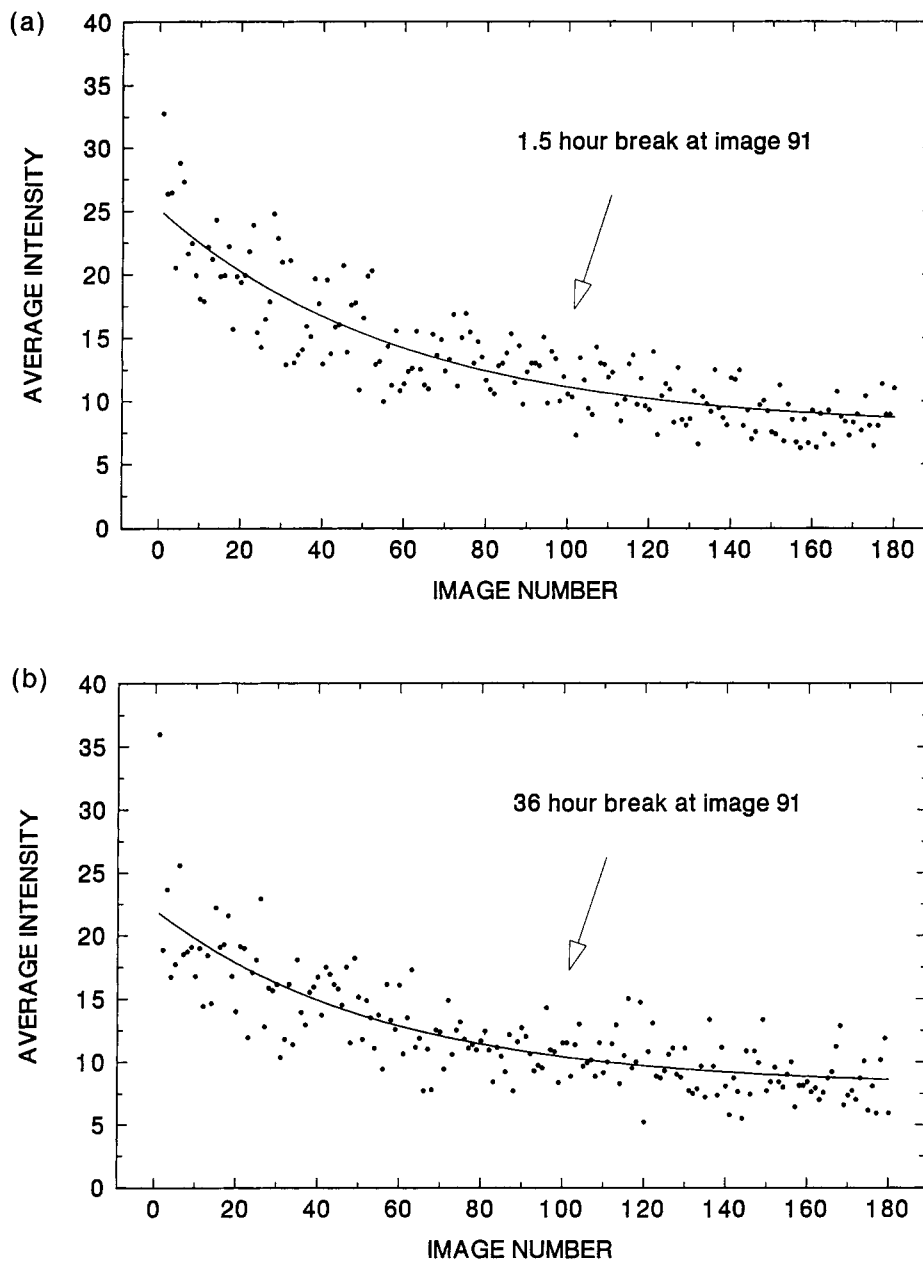 (a)
40
35
30
25
20
15
10
5
0
AVERAGE INTENSITY
1.5 hour break at image 91
0 20 40 60 80 100 120 140 160 180
IMAGE NUMBER
(b)
40
35
30
25
20
15
10
5
0
AVERAGE INTENSITY
36 hour break at image 91
0 20 40 60 80 100 120 140 160 180
IMAGE NUMBER